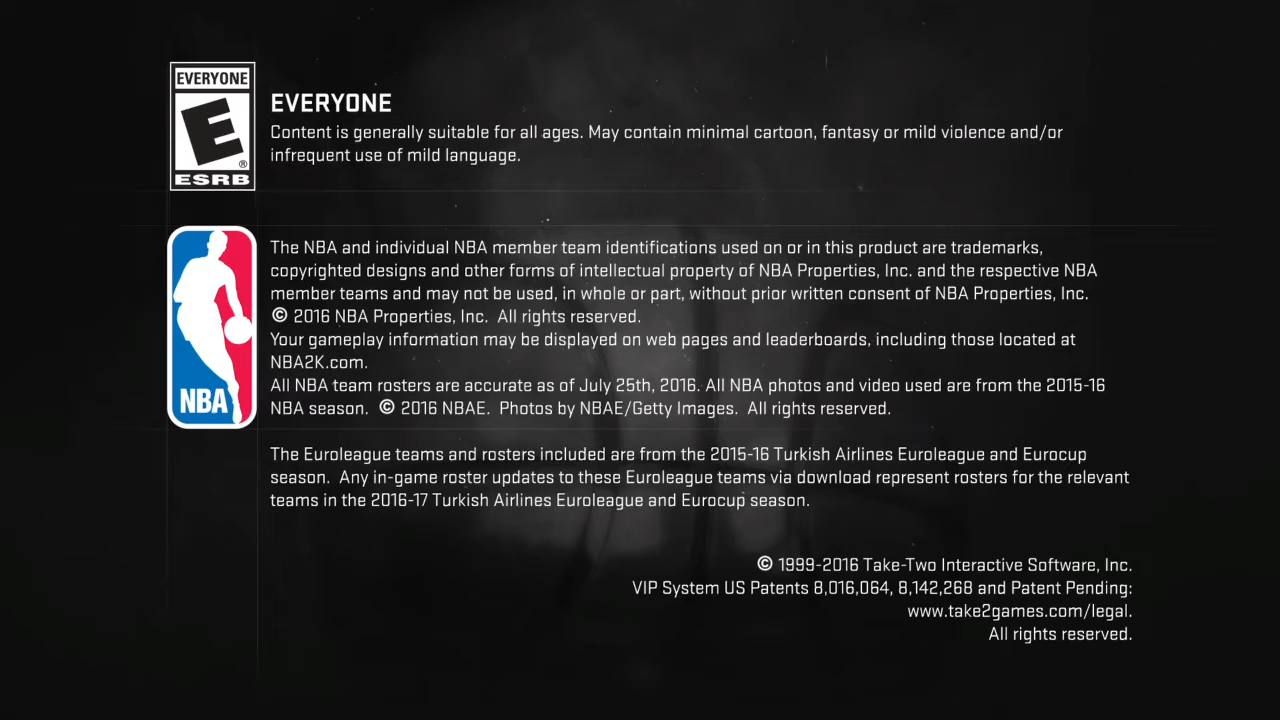 EVERYONE
E
®
ESRB
EVERYONE
Content is generally suitable for all ages. May contain minimal cartoon, fantasy or mild violence and/or
infrequent use of mild language.
NBA
The NBA and individual NBA member team identifications used on or in this product are trademarks,
copyrighted designs and other forms of intellectual property of NBA Properties, Inc. and the respective NBA
member teams and may not be used, in whole or part, without prior written consent of NBA Properties, Inc.
© 2016 NBA Properties, Inc. All rights reserved.
Your gameplay information may be displayed on web pages and leaderboards, including those located at
NBA2K.com.
All NBA team rosters are accurate as of July 25th, 2016. All NBA photos and video used are from the 2015-16
NBA season. © 2016 NBAE. Photos by NBAE/Getty Images. All rights reserved.
The Euroleague teams and rosters included are from the 2015-16 Turkish Airlines Euroleague and Eurocup
season. Any in-game roster updates to these Euroleague teams via download represent rosters for the relevant
teams in the 2016-17 Turkish Airlines Euroleague and Eurocup season.
© 1999-2016 Take-Two Interactive Software, Inc.
VIP System US Patents 8,016,064, 8,142,268 and Patent Pending:
www.take2games.com/legal.
All rights reserved.